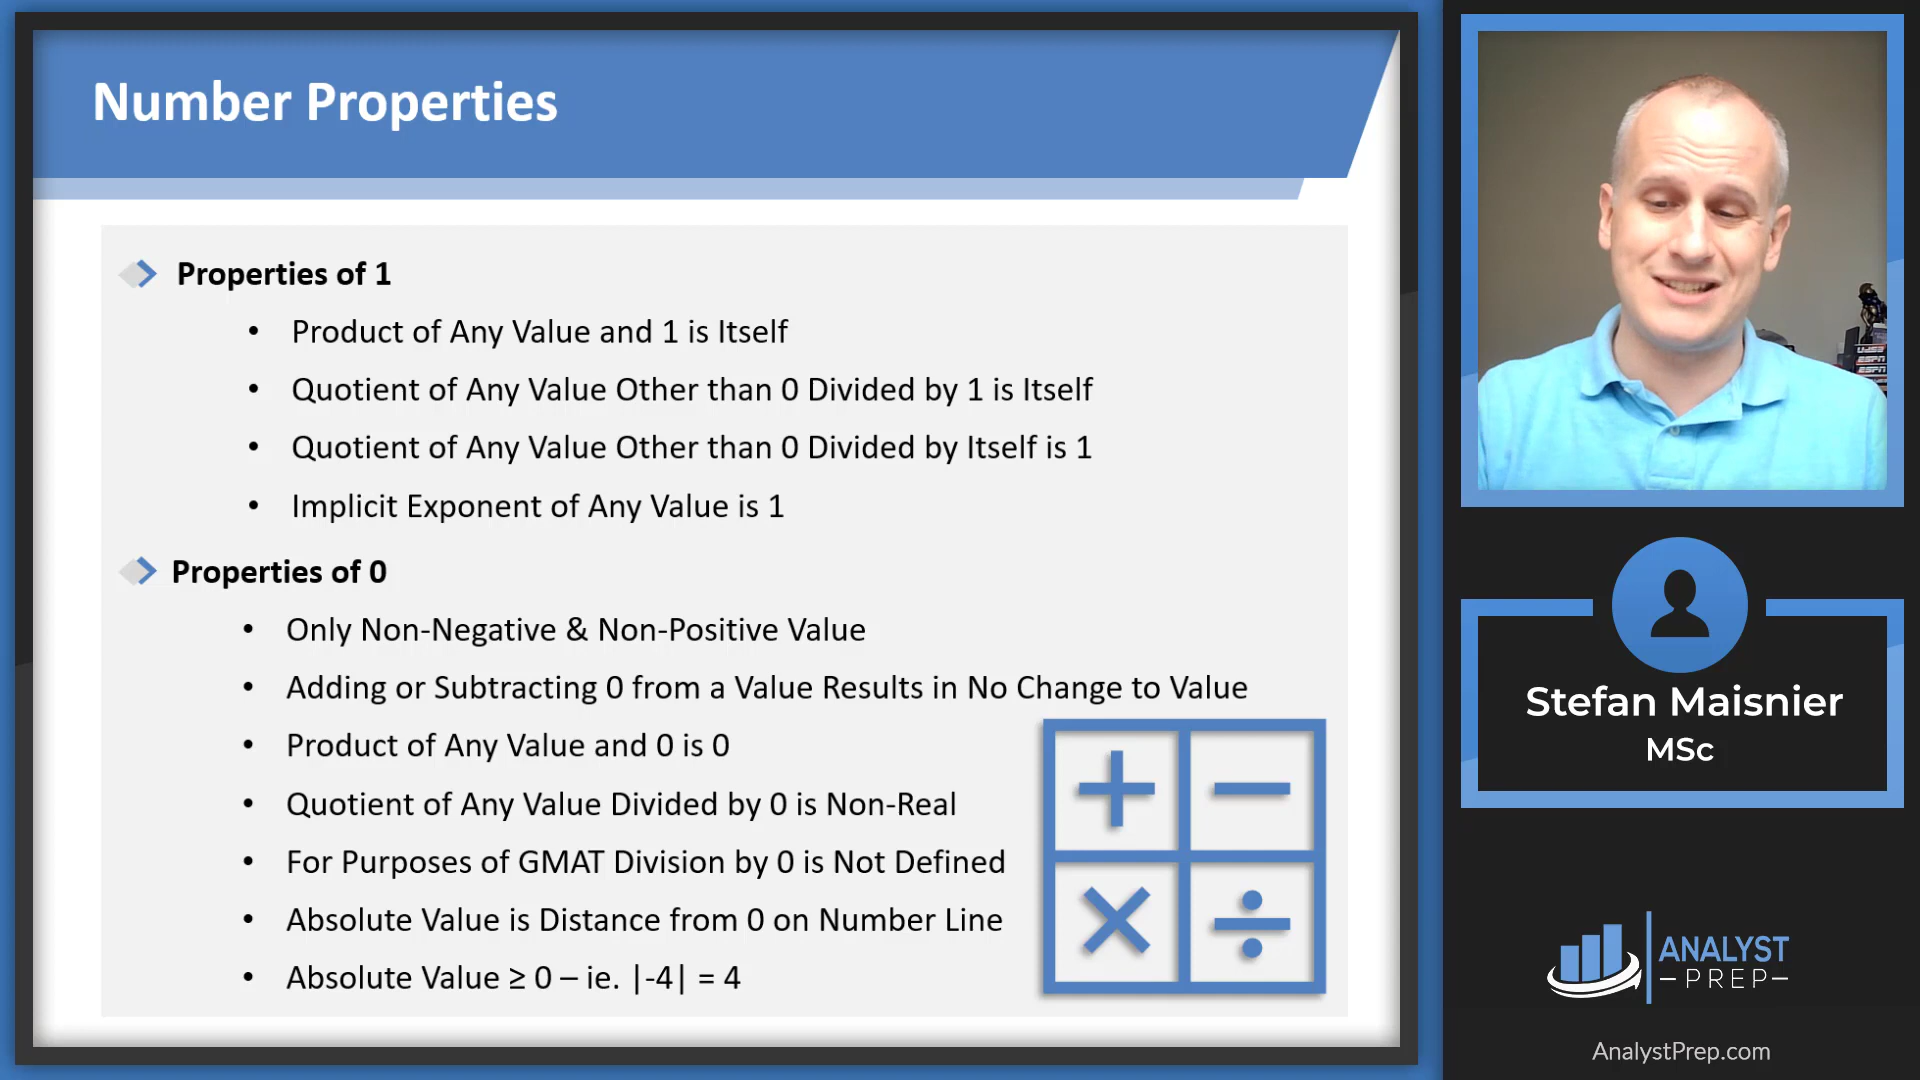 Number Properties
Properties of 1
• Product of Any Value and 1 is Itself
• Quotient of Any Value Other than 0 Divided by 1 is Itself
• Quotient of Any Value Other than 0 Divided by Itself is 1
• Implicit Exponent of Any Value is 1
Properties of 0
• Only Non-Negative & Non-Positive Value
• Adding or Subtracting 0 from a Value Results in No Change to Value
• Product of Any Value and 0 is 0
• Quotient of Any Value Divided by 0 is Non-Real
• For Purposes of GMAT Division by 0 is Not Defined
• Absolute Value is Distance from 0 on Number Line
• Absolute Value ≥ 0 – ie. |-4| = 4
+ −
× ÷
ESPN
Stefan Maisnier
MSc
ANALYST
PREP
AnalystPrep.com